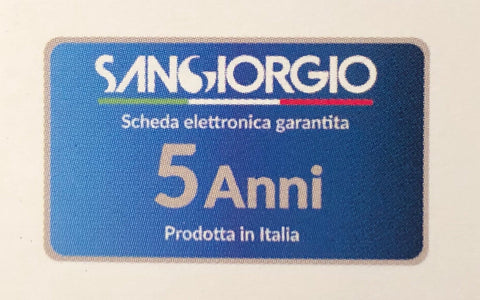 SANGIORGIO
Scheda elettronica garantita
5 Anni
Prodotta in Italia